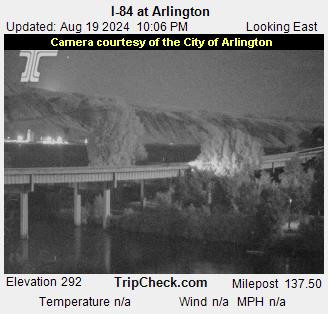 I-84 at Arlington
Updated: Aug 19 2024 10:06 PM Looking East
Camera courtesy of the City of Arlington
Elevation 292 TripCheck.com Milepost 137.50
Temperature n/a Wind n/a MPH n/a